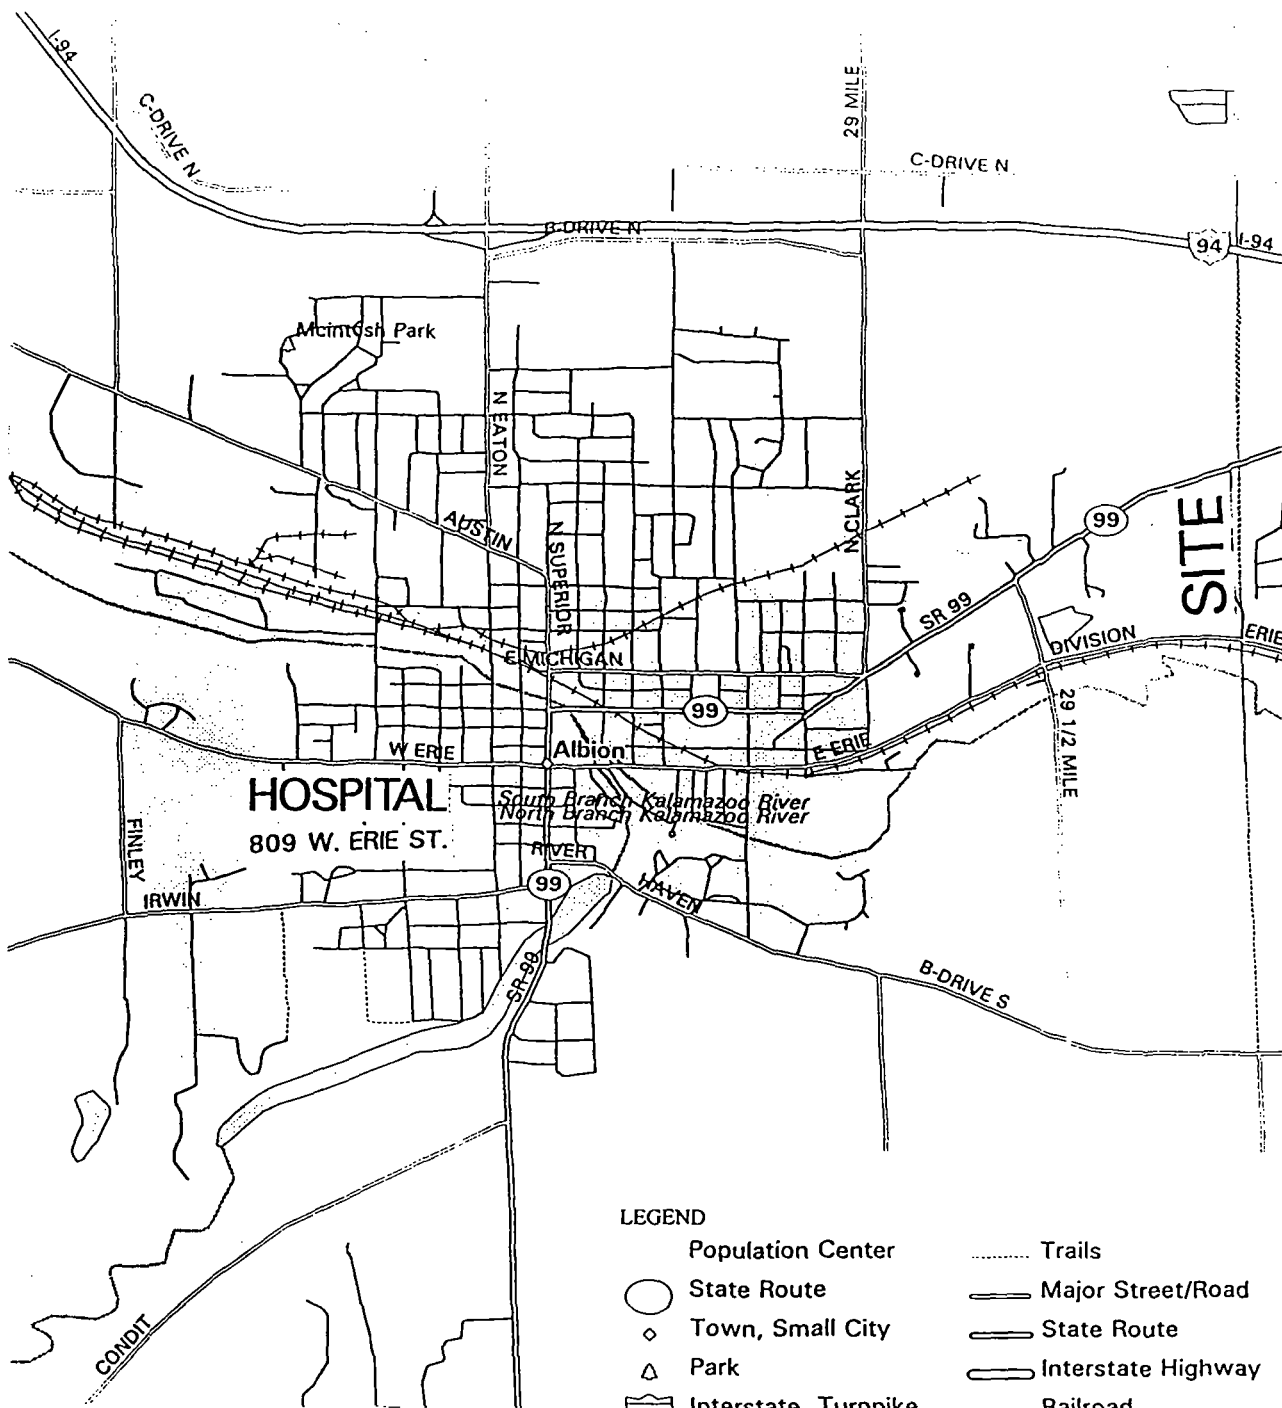 I-94
C-DRIVE N
29 MILE
C-DRIVE N
B-DRIVE N
94
I-94
Mcintosh Park
N EATON
N CLARK
AUSTIN
N SUPERIOR
99
SITE
SR 99
E MICHIGAN
DIVISION
ERIE
99
29 1/2 MILE
W ERIE
Albion
E ERIE
HOSPITAL
809 W. ERIE ST.
South Branch Kalamazoo River
North Branch Kalamazoo River
FINLEY
RIVER
99
HAVEN
IRWIN
SR 99
B-DRIVE S
CONDIT
LEGEND
Population Center
State Route
Town, Small City
Park
Interstate, Turnpike
Trails
Major Street/Road
State Route
Interstate Highway
Railroad